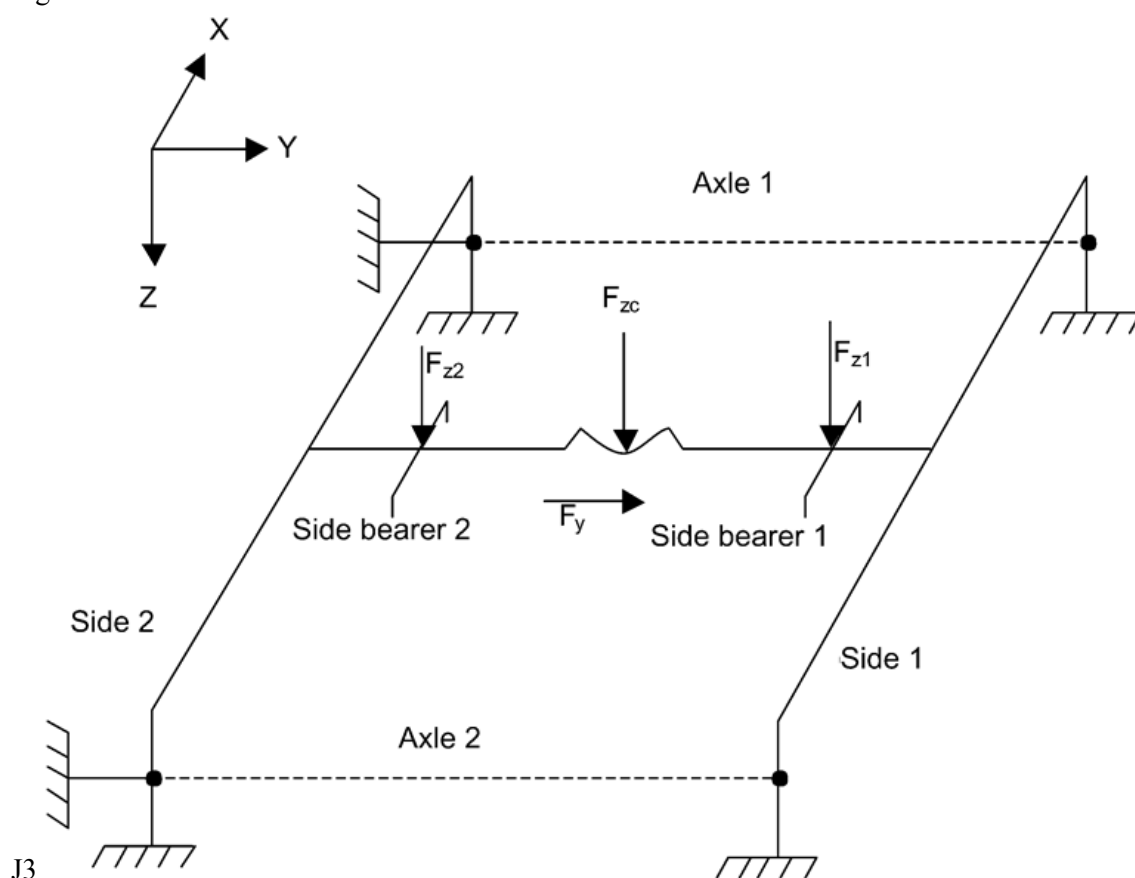 X
Y
Z
Axle 1
F_zc
F_z2
F_z1
Side bearer 2
F_y
Side bearer 1
Side 2
Side 1
Axle 2
J3